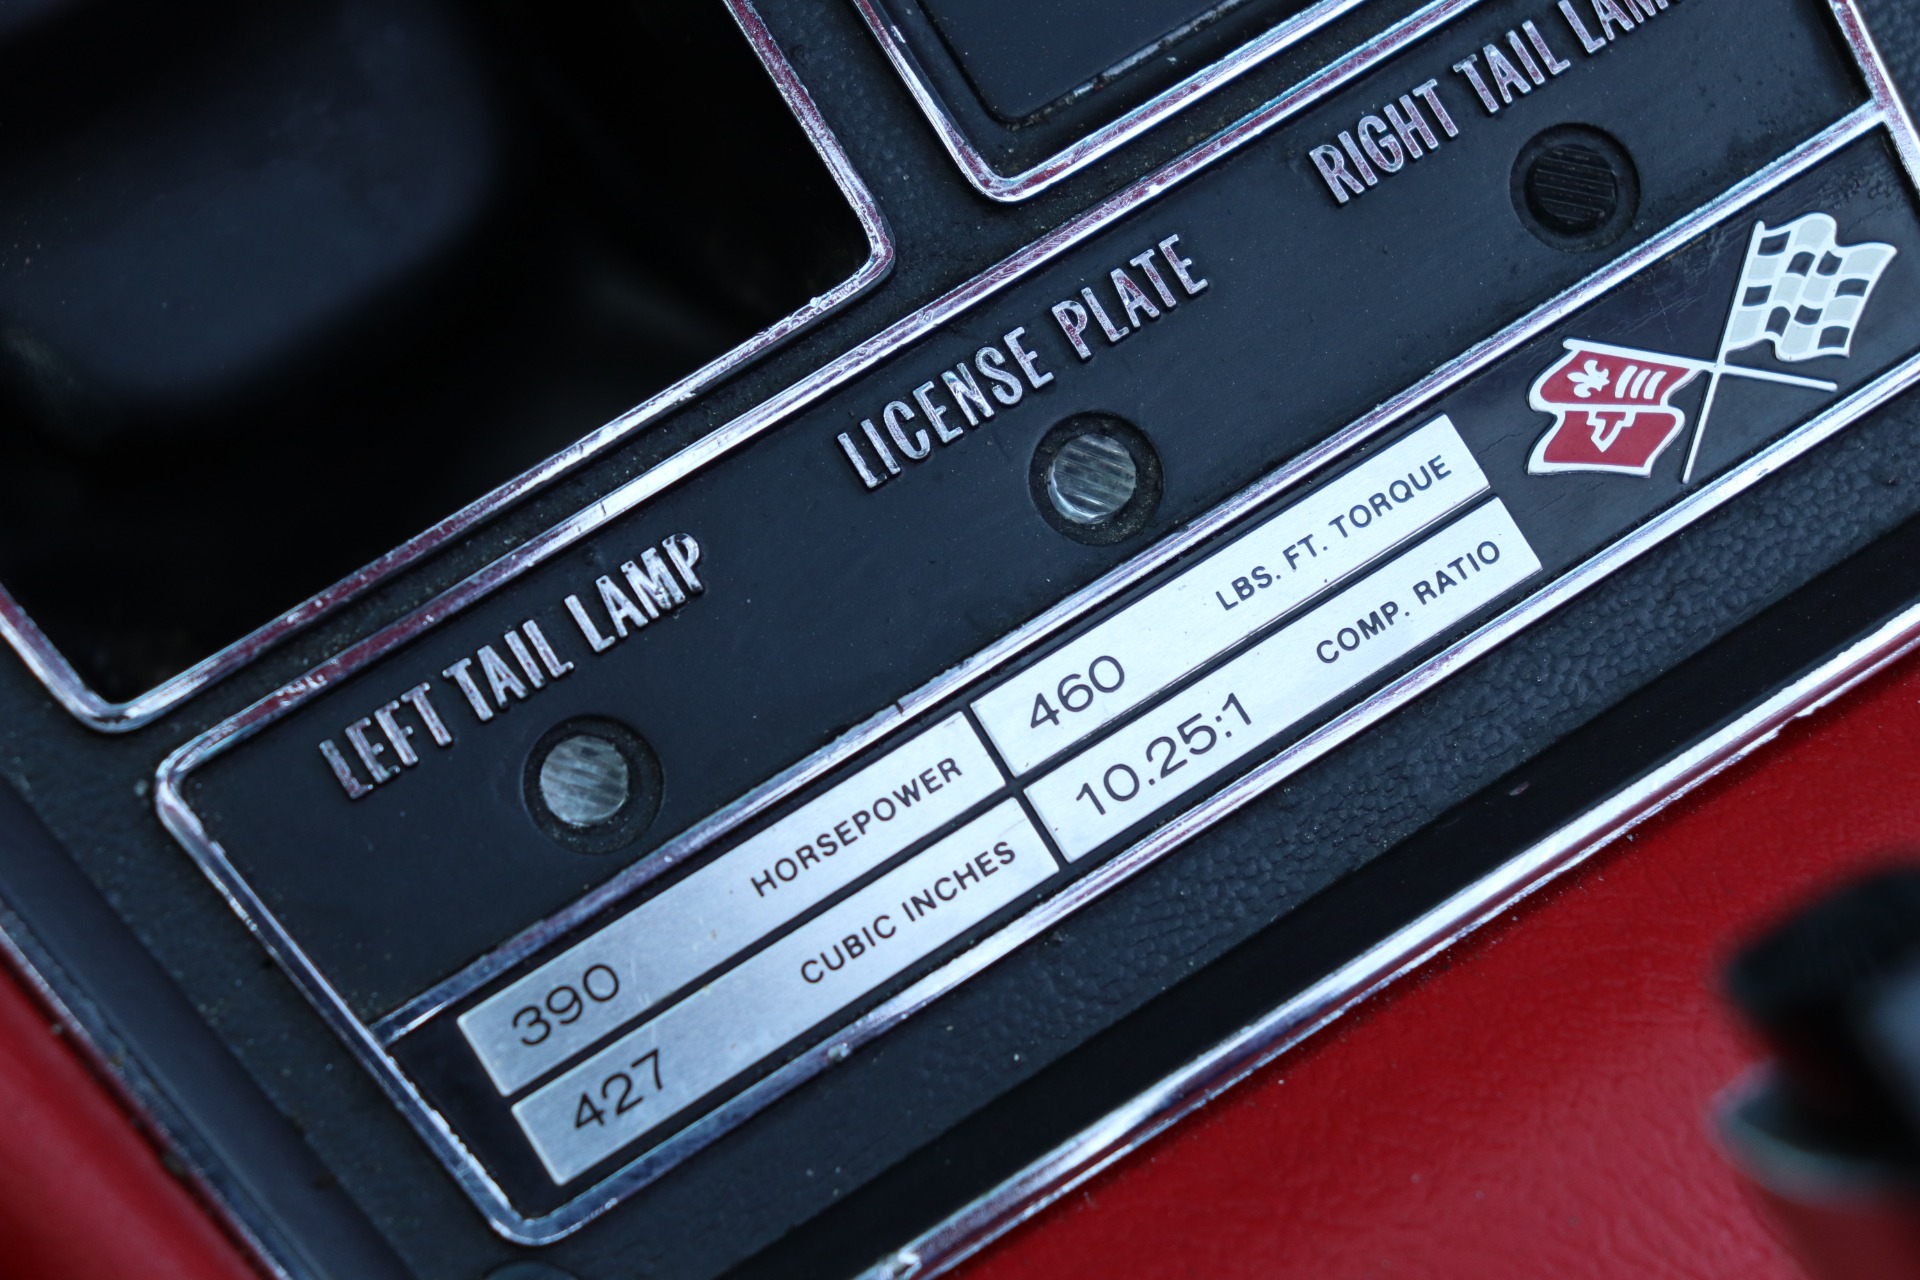 RIGHT TAIL LAMP
LICENSE PLATE
LEFT TAIL LAMP
390 HORSEPOWER
460 LBS. FT. TORQUE
427 CUBIC INCHES
10.25:1 COMP. RATIO